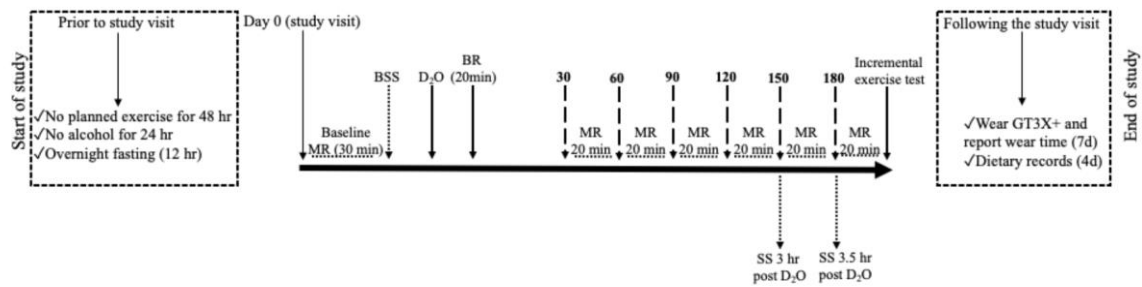 Start of study
Prior to study visit
✓No planned exercise for 48 hr
✓No alcohol for 24 hr
✓Overnight fasting (12 hr)
Day 0 (study visit)
Baseline
MR (30 min)
BSS
D₂O
BR
(20min)
30
60
90
120
150
180
Incremental
exercise test
MR
20 min
MR
20 min
MR
20 min
MR
20 min
MR
20 min
MR
20 min
SS 3 hr
post D₂O
SS 3.5 hr
post D₂O
Following the study visit
✓Wear GT3X+ and
report wear time (7d)
✓Dietary records (4d)
End of study